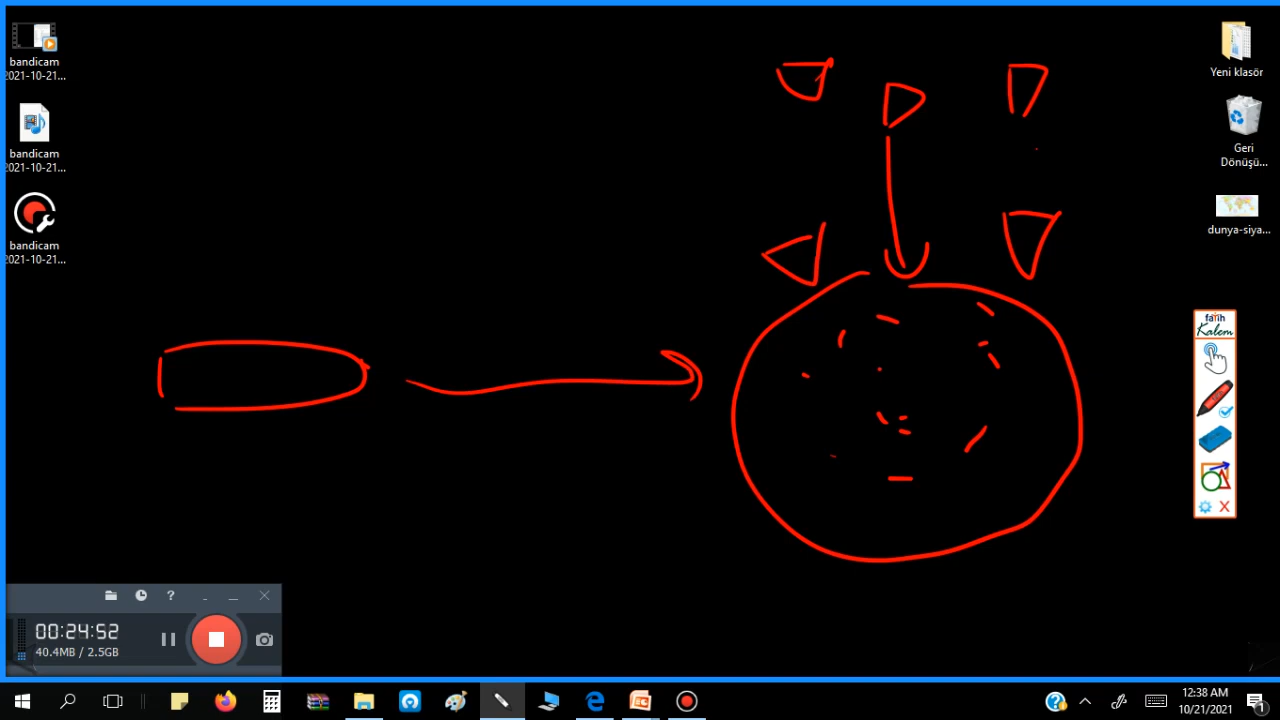 bandicam
2021-10-21...
bandicam
2021-10-21...
bandicam
2021-10-21...
Yeni klasör
Geri
Dönüşü...
dunya-siya...
fatih
Kalem
00:24:52
40.4MB / 2.5GB
12:38 AM
10/21/2021
1